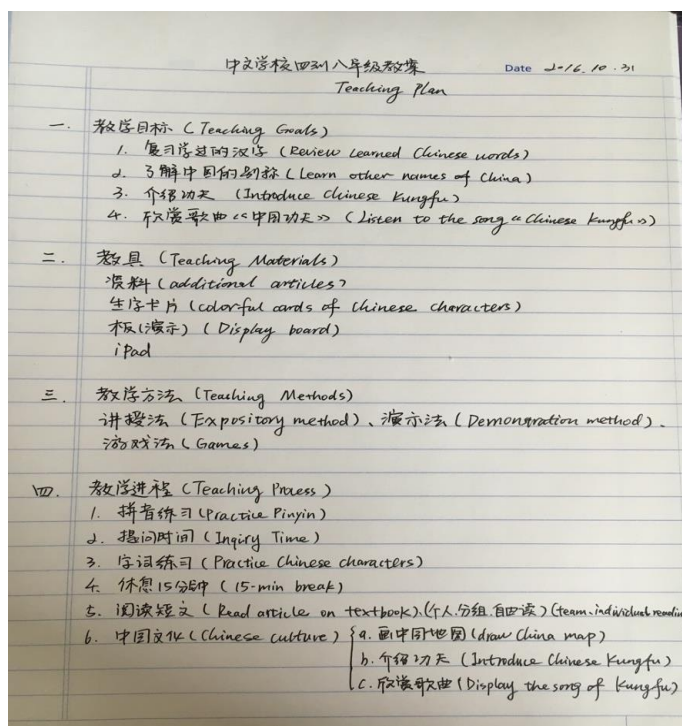 中文学校四到八年级教案 Date 2016.10.31
Teaching Plan
一. 教学目标 (Teaching Goals)
1. 复习学过的汉字 (Review Learned Chinese words)
2. 了解中国的别称 (Learn other names of China)
3. 介绍功夫 (Introduce Chinese Kungfu)
4. 欣赏歌曲《中国功夫》 (Listen to the song "Chinese Kungfu")
二. 教具 (Teaching Materials)
资料 (additional articles)
生字卡片 (colorful cards of Chinese characters)
板(演示) (Display board)
iPad
三. 教学方法 (Teaching Methods)
讲授法 (Expository method)、演示法 (Demonstration method)、
游戏法 (Games)
四. 教学进程 (Teaching Process)
1. 拼音练习 (Practice Pinyin)
2. 提问时间 (Inqiry Time)
3. 字词练习 (Practice Chinese characters)
4. 休息15分钟 (15-min break)
5. 阅读短文 (Read article on textbook).(个人.分组.自由读) (team.individual readin
6. 中国文化 (Chinese culture) { a. 画中国地图 (draw China map)
b. 介绍功夫 (Introduce Chinese Kungfu)
c. 欣赏歌曲 (Display the song of Kungfu)